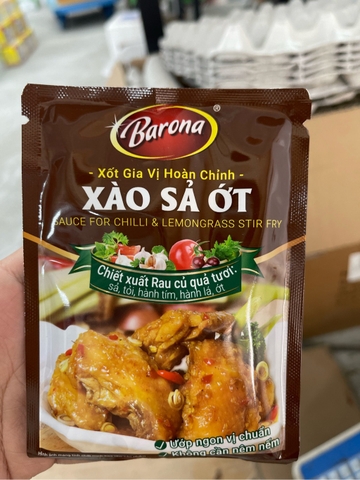 Barona
- Xốt Gia Vị Hoàn Chỉnh -
XÀO SẢ ỚT
SAUCE FOR CHILLI & LEMONGRASS STIR FRY
Chiết xuất Rau củ quả tươi:
sả, tỏi, hành tím, hành lá, ớt.
Ướp ngon vị chuẩn
Không cần nêm nếm